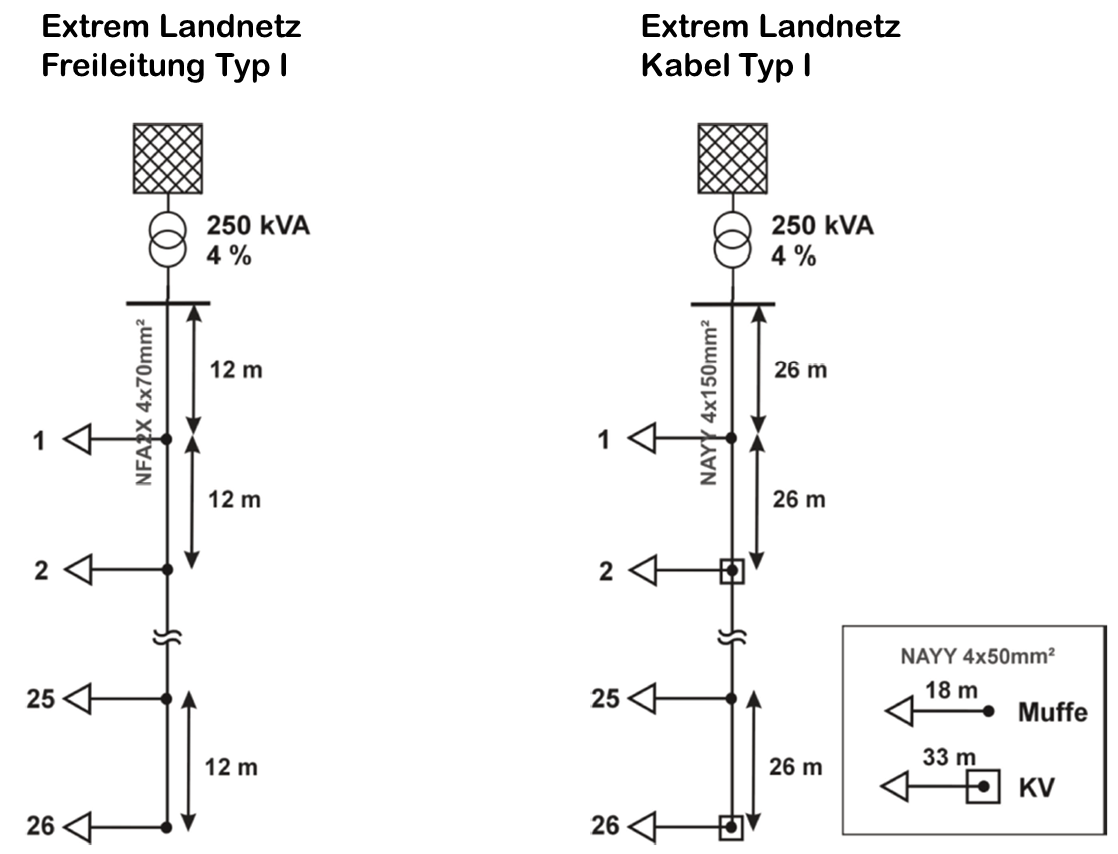 Extrem Landnetz
Freileitung Typ I
250 kVA
4 %
NFA2X 4x70mm²
12 m
1
12 m
2
25
12 m
26
Extrem Landnetz
Kabel Typ I
250 kVA
4 %
NAYY 4x150mm²
26 m
1
26 m
2
25
26 m
26
NAYY 4x50mm²
18 m
Muffe
33 m
KV